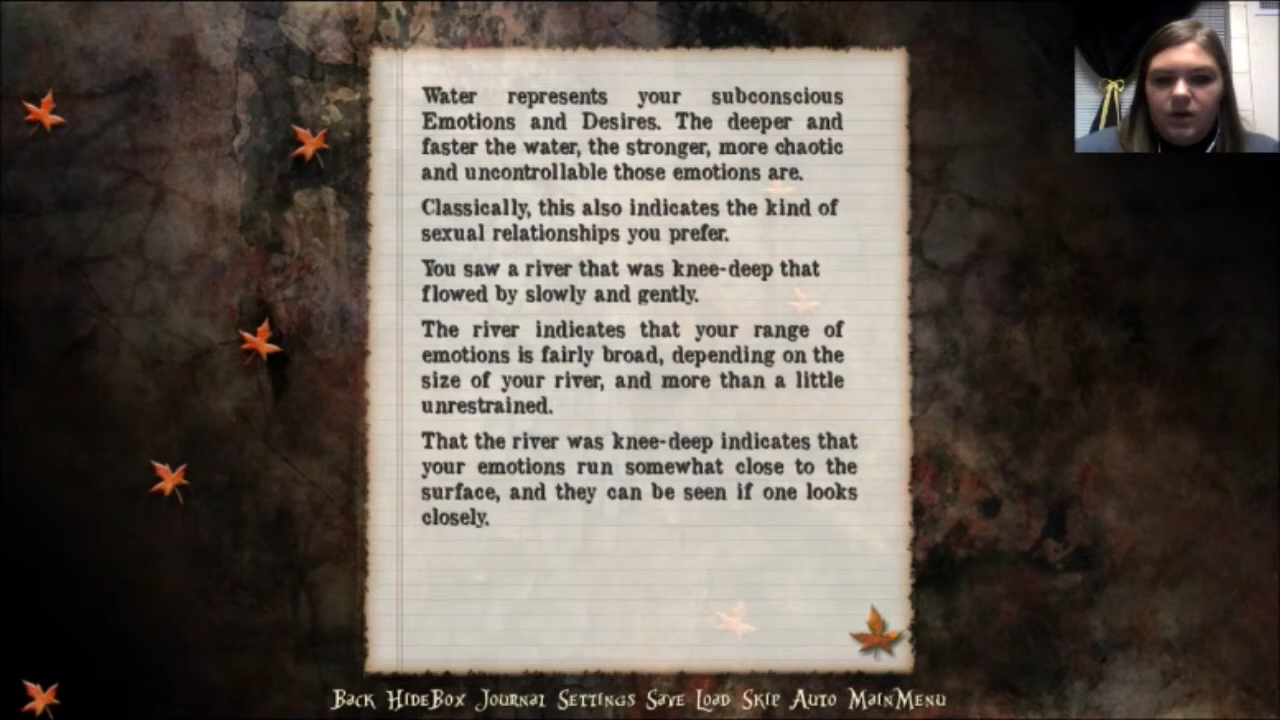 Water represents your subconscious
Emotions and Desires. The deeper and
faster the water, the stronger, more chaotic
and uncontrollable those emotions are.
Classically, this also indicates the kind of
sexual relationships you prefer.
You saw a river that was knee-deep that
flowed by slowly and gently.
The river indicates that your range of
emotions is fairly broad, depending on the
size of your river, and more than a little
unrestrained.
That the river was knee-deep indicates that
your emotions run somewhat close to the
surface, and they can be seen if one looks
closely.
Back HideBox Journal Settings Save Load Skip Auto MainMenu